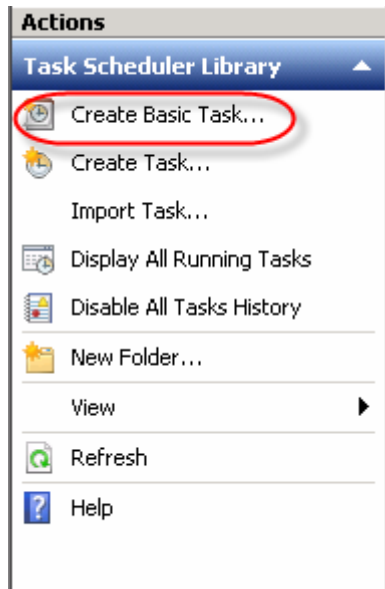 Actions
Task Scheduler Library
Create Basic Task...
Create Task...
Import Task...
Display All Running Tasks
Disable All Tasks History
New Folder...
View
Refresh
Help